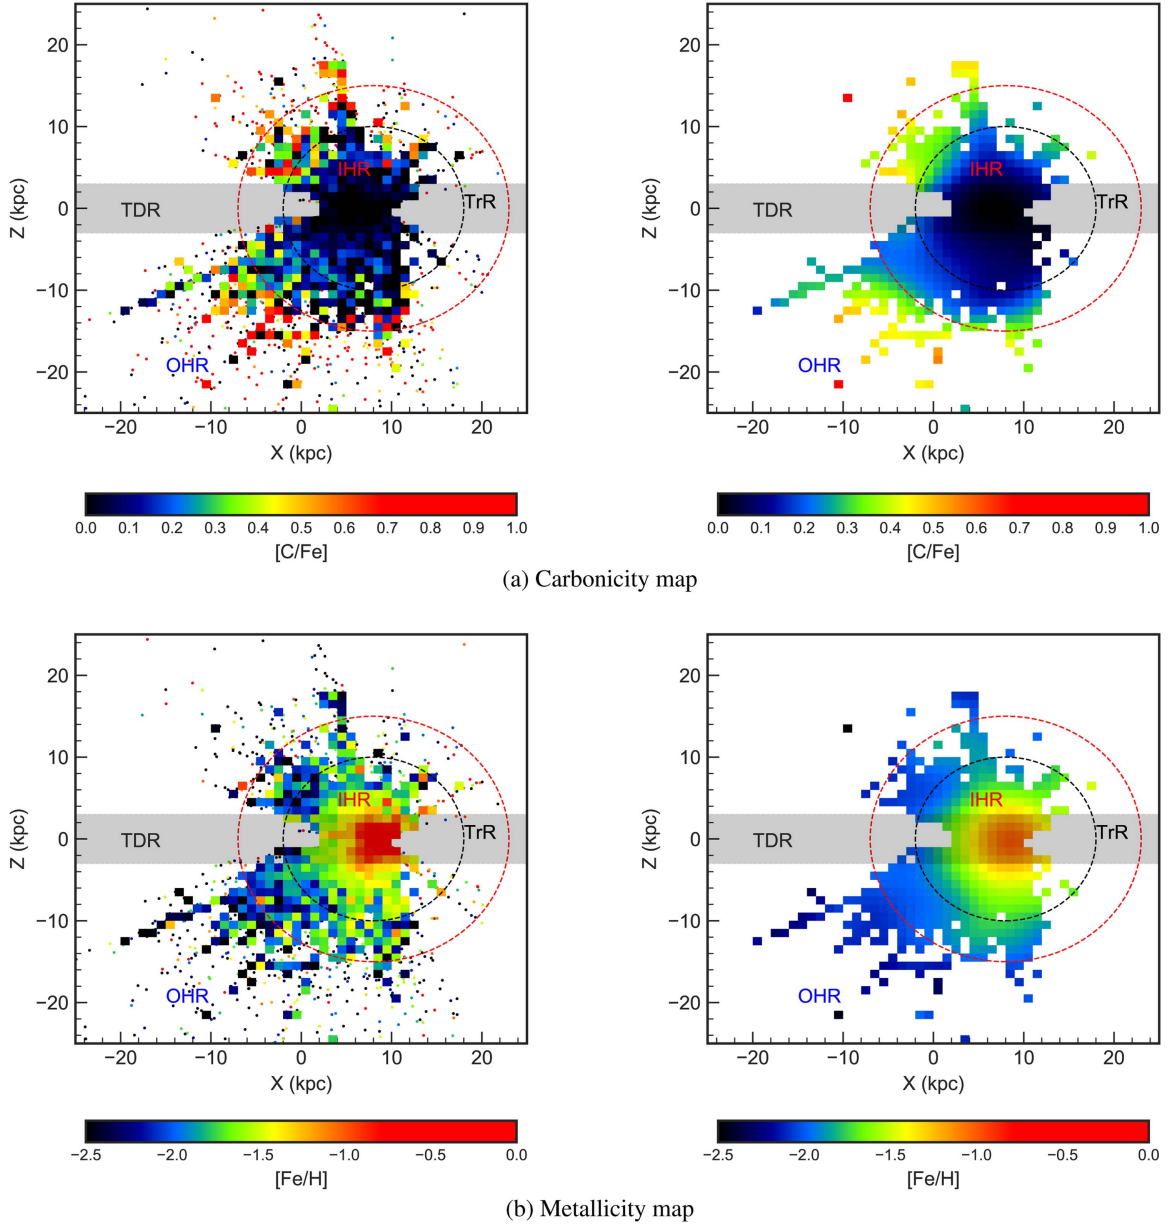 20
10
0
−10
−20
Z (kpc)
IHR
TDR
TrR
OHR
−20 −10 0 10 20
X (kpc)
0.0 0.1 0.2 0.3 0.4 0.5 0.6 0.7 0.8 0.9 1.0
[C/Fe]
20
10
0
−10
−20
Z (kpc)
IHR
TDR
TrR
OHR
−20 −10 0 10 20
X (kpc)
0.0 0.1 0.2 0.3 0.4 0.5 0.6 0.7 0.8 0.9 1.0
[C/Fe]
(a) Carbonicity map
20
10
0
−10
−20
Z (kpc)
IHR
TDR
TrR
OHR
−20 −10 0 10 20
X (kpc)
−2.5 −2.0 −1.5 −1.0 −0.5 0.0
[Fe/H]
20
10
0
−10
−20
Z (kpc)
IHR
TDR
TrR
OHR
−20 −10 0 10 20
X (kpc)
−2.5 −2.0 −1.5 −1.0 −0.5 0.0
[Fe/H]
(b) Metallicity map